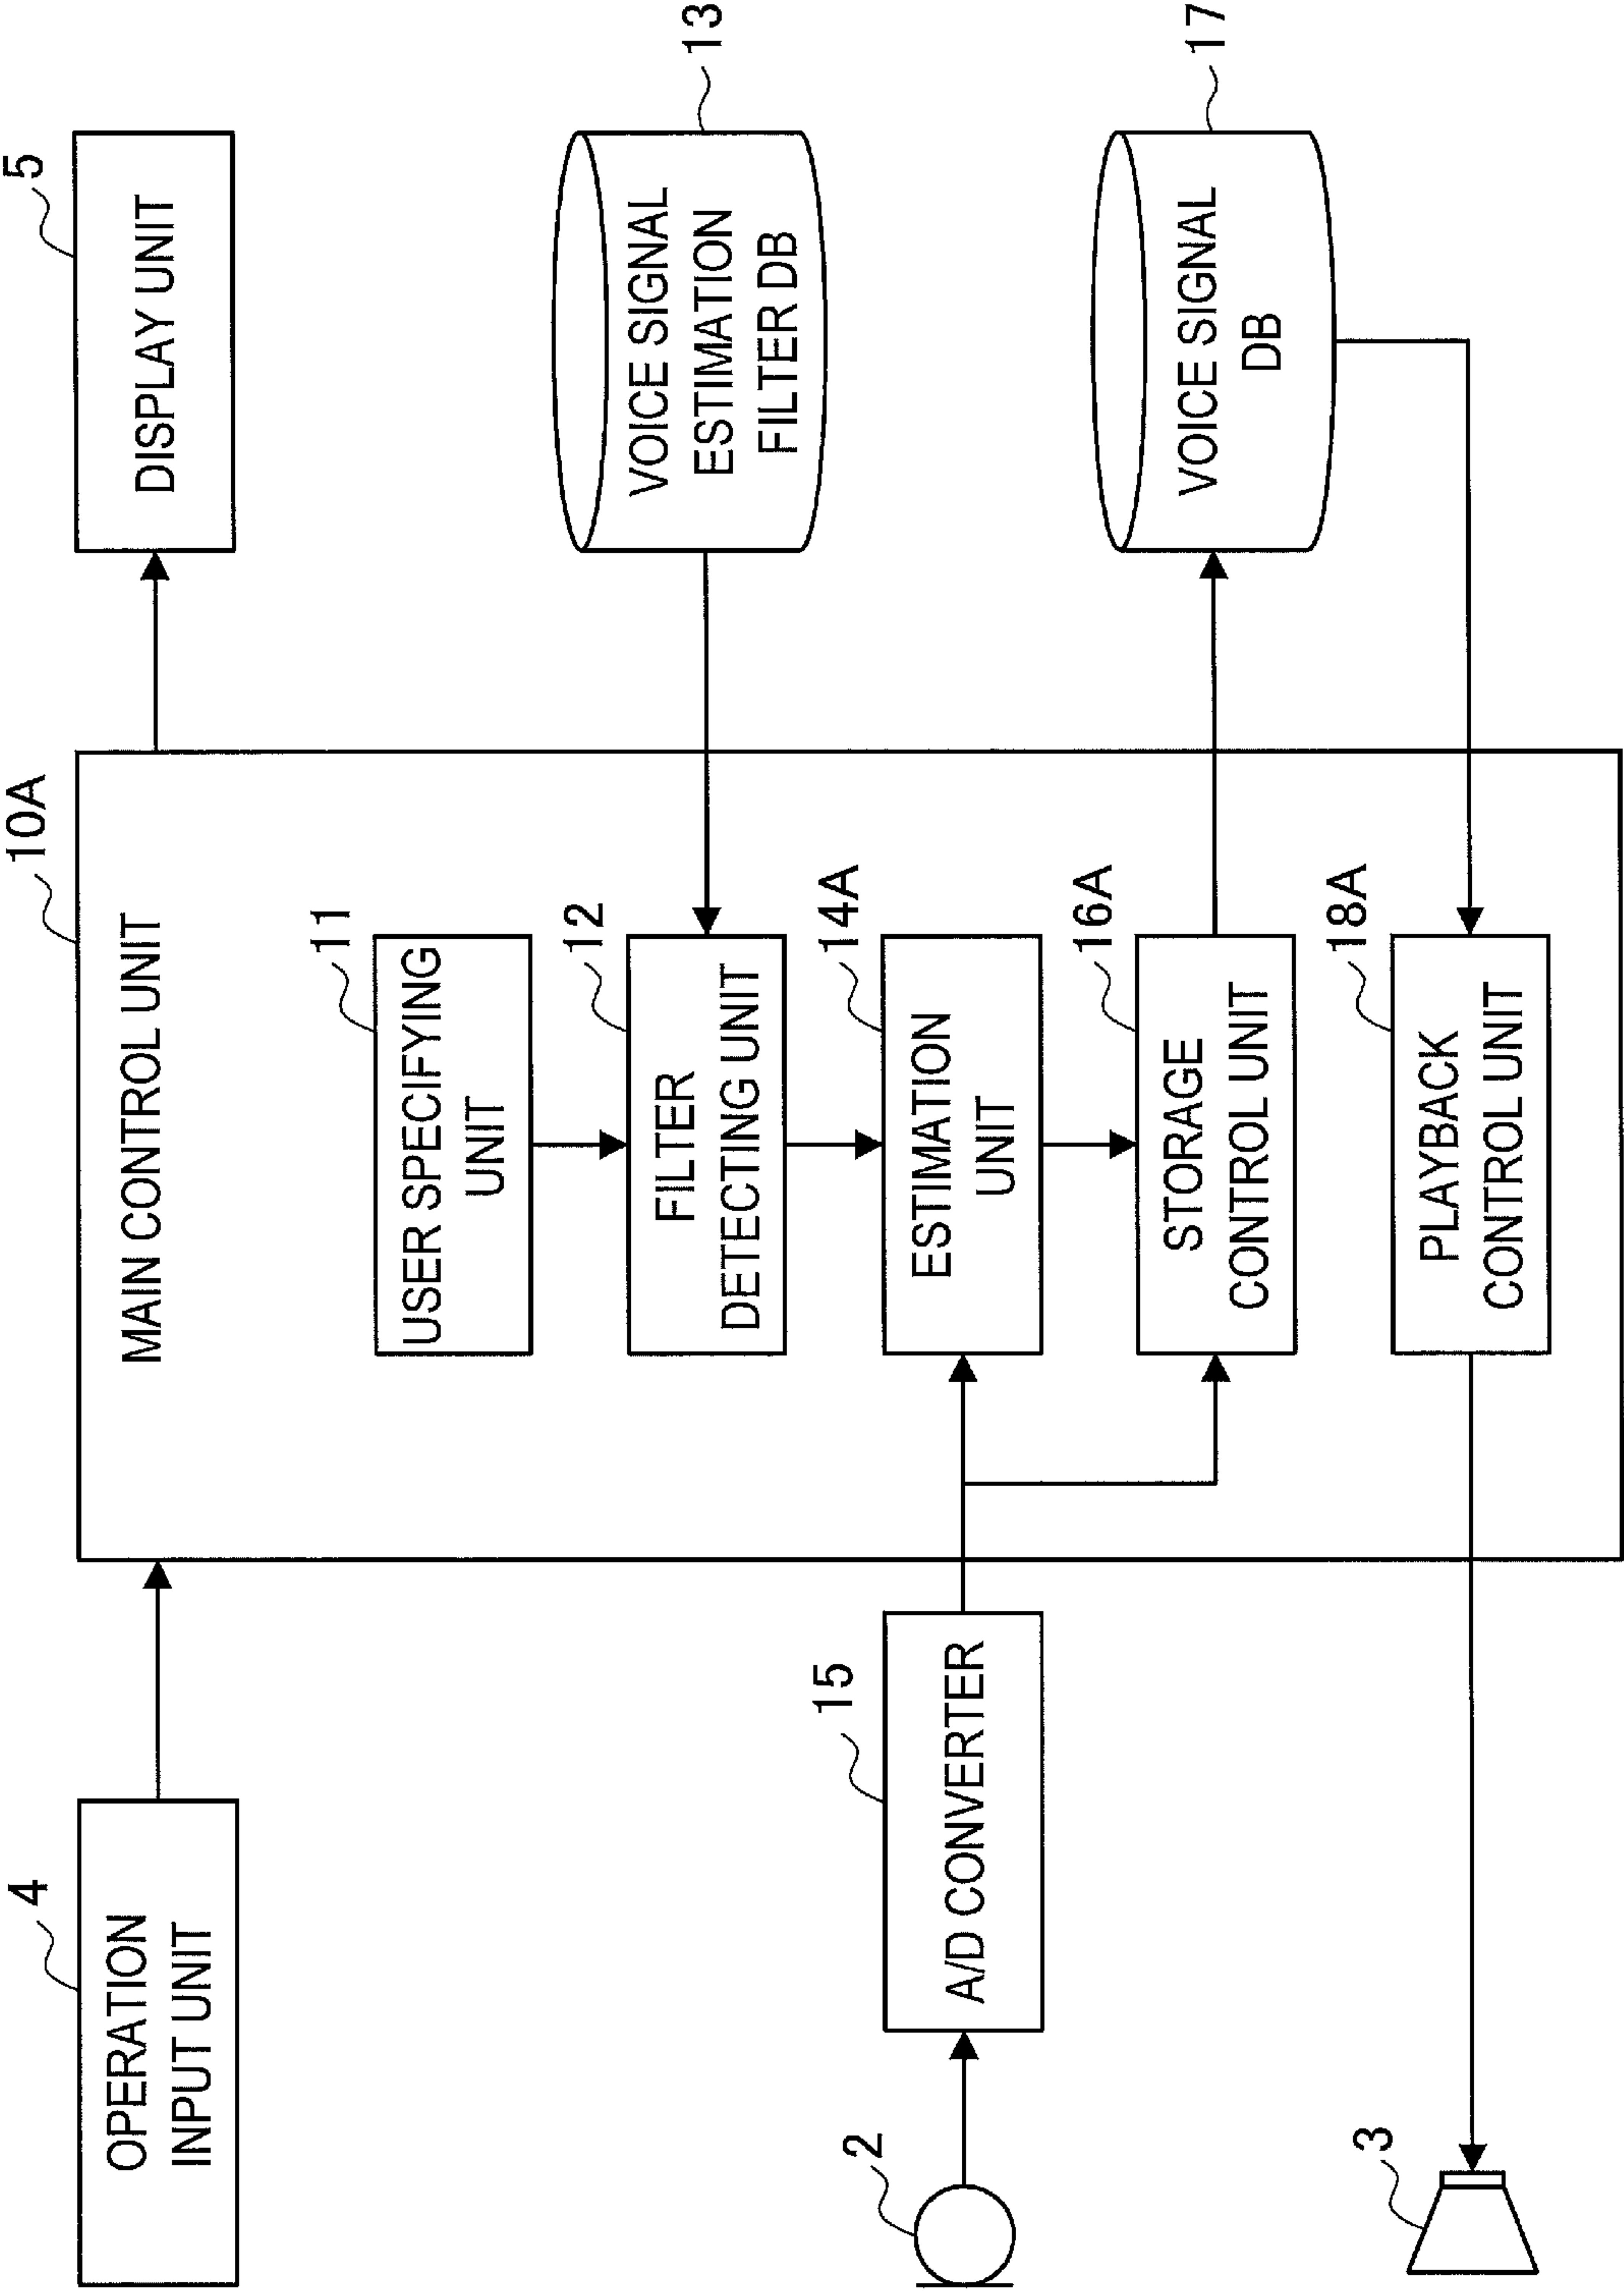 4
OPERATION
INPUT UNIT
10A
MAIN CONTROL UNIT
5
DISPLAY UNIT
11
USER SPECIFYING
UNIT
12
FILTER
DETECTING UNIT
13
VOICE SIGNAL
ESTIMATION
FILTER DB
2
15
A/D CONVERTER
14A
ESTIMATION
UNIT
16A
STORAGE
CONTROL UNIT
17
VOICE SIGNAL
DB
3
18A
PLAYBACK
CONTROL UNIT